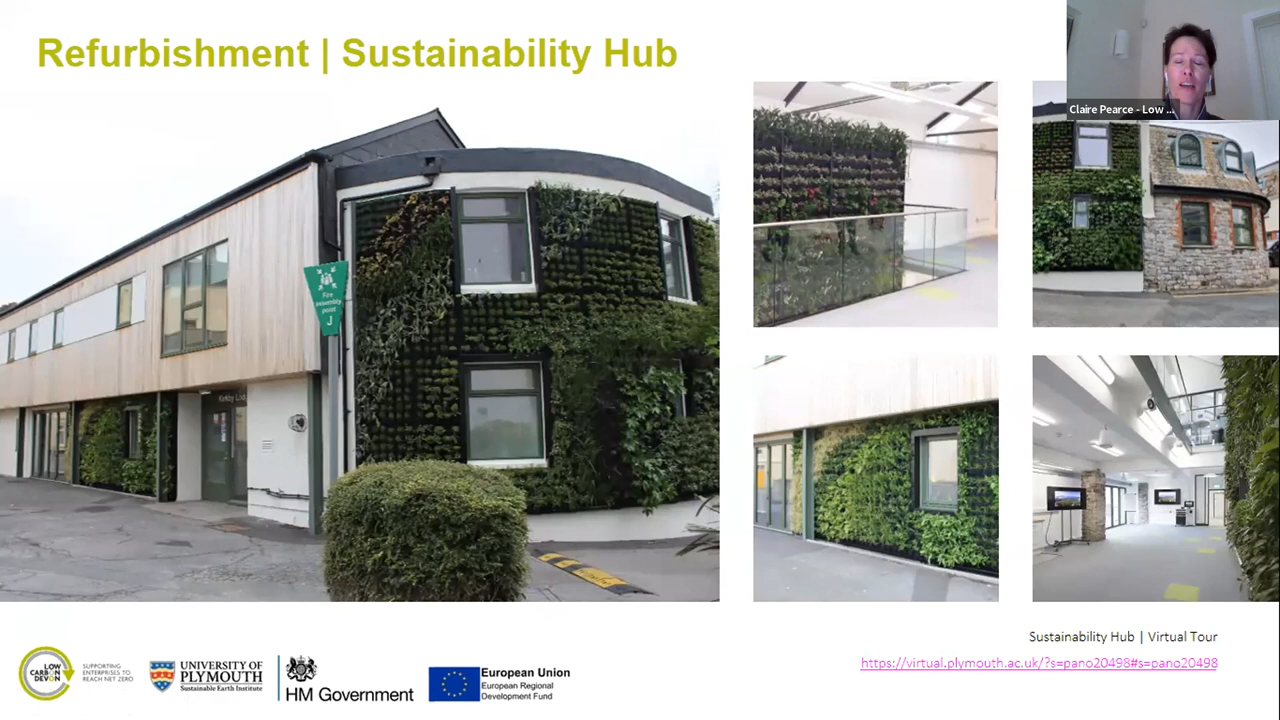 Refurbishment | Sustainability Hub
Claire Pearce - Low ...
Fire
assembly
point
J
Sustainability Hub | Virtual Tour
https://virtual.plymouth.ac.uk/?s=pano20498#s=pano20498
LOW
CARBON
DEVON
SUPPORTING
ENTERPRISES TO
REACH NET ZERO
UNIVERSITY OF
PLYMOUTH
Sustainable Earth Institute
HM Government
European Union
European Regional
Development Fund